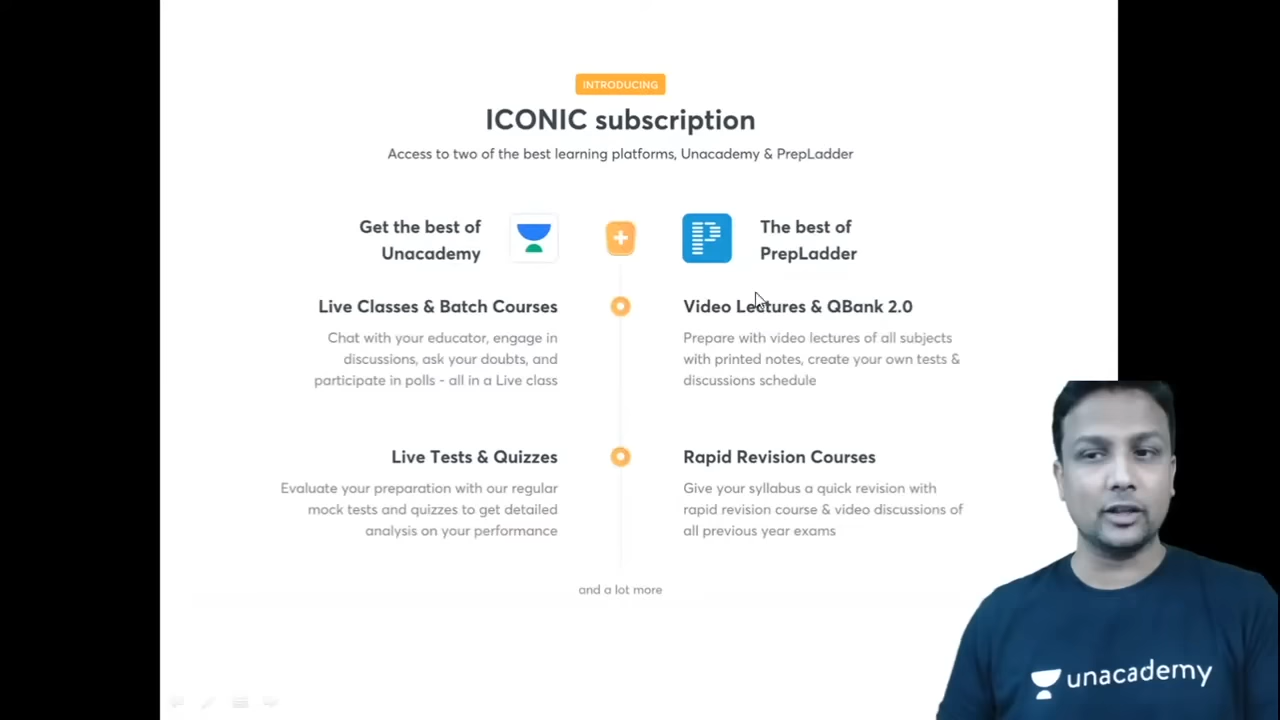 INTRODUCING
ICONIC subscription
Access to two of the best learning platforms, Unacademy & PrepLadder
Get the best of
Unacademy
The best of
PrepLadder
Live Classes & Batch Courses
Chat with your educator, engage in
discussions, ask your doubts, and
participate in polls - all in a Live class
Video Lectures & QBank 2.0
Prepare with video lectures of all subjects
with printed notes, create your own tests &
discussions schedule
Live Tests & Quizzes
Evaluate your preparation with our regular
mock tests and quizzes to get detailed
analysis on your performance
Rapid Revision Courses
Give your syllabus a quick revision with
rapid revision course & video discussions of
all previous year exams
and a lot more
unacademy